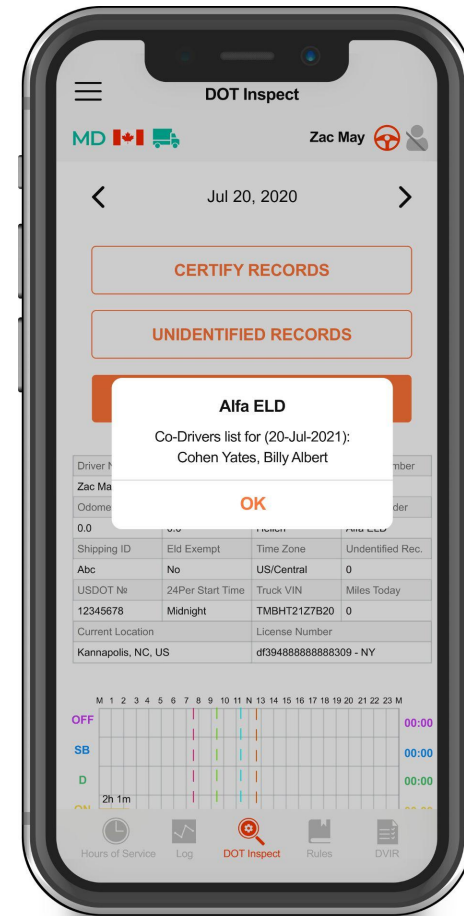 DOT Inspect
MD Zac May
Jul 20, 2020
CERTIFY RECORDS
UNIDENTIFIED RECORDS
Alfa ELD
Co-Drivers list for (20-Jul-2021):
Cohen Yates, Billy Albert
OK
Driver
Zac Ma
Odome
0.0 Alfa ELD
Shipping ID Eld Exempt Time Zone Undentified Rec.
Abc No US/Central 0
USDOT № 24Per Start Time Truck VIN Miles Today
12345678 Midnight TMBHT21Z7B20 0
Current Location License Number
Kannapolis, NC, US df394888888888309 - NY
M 1 2 3 4 5 6 7 8 9 10 11 N 13 14 15 16 17 18 19 20 21 22 23 M
OFF 00:00
SB 00:00
D 00:00
2h 1m
ON
Hours of Service Log DOT Inspect Rules DVIR